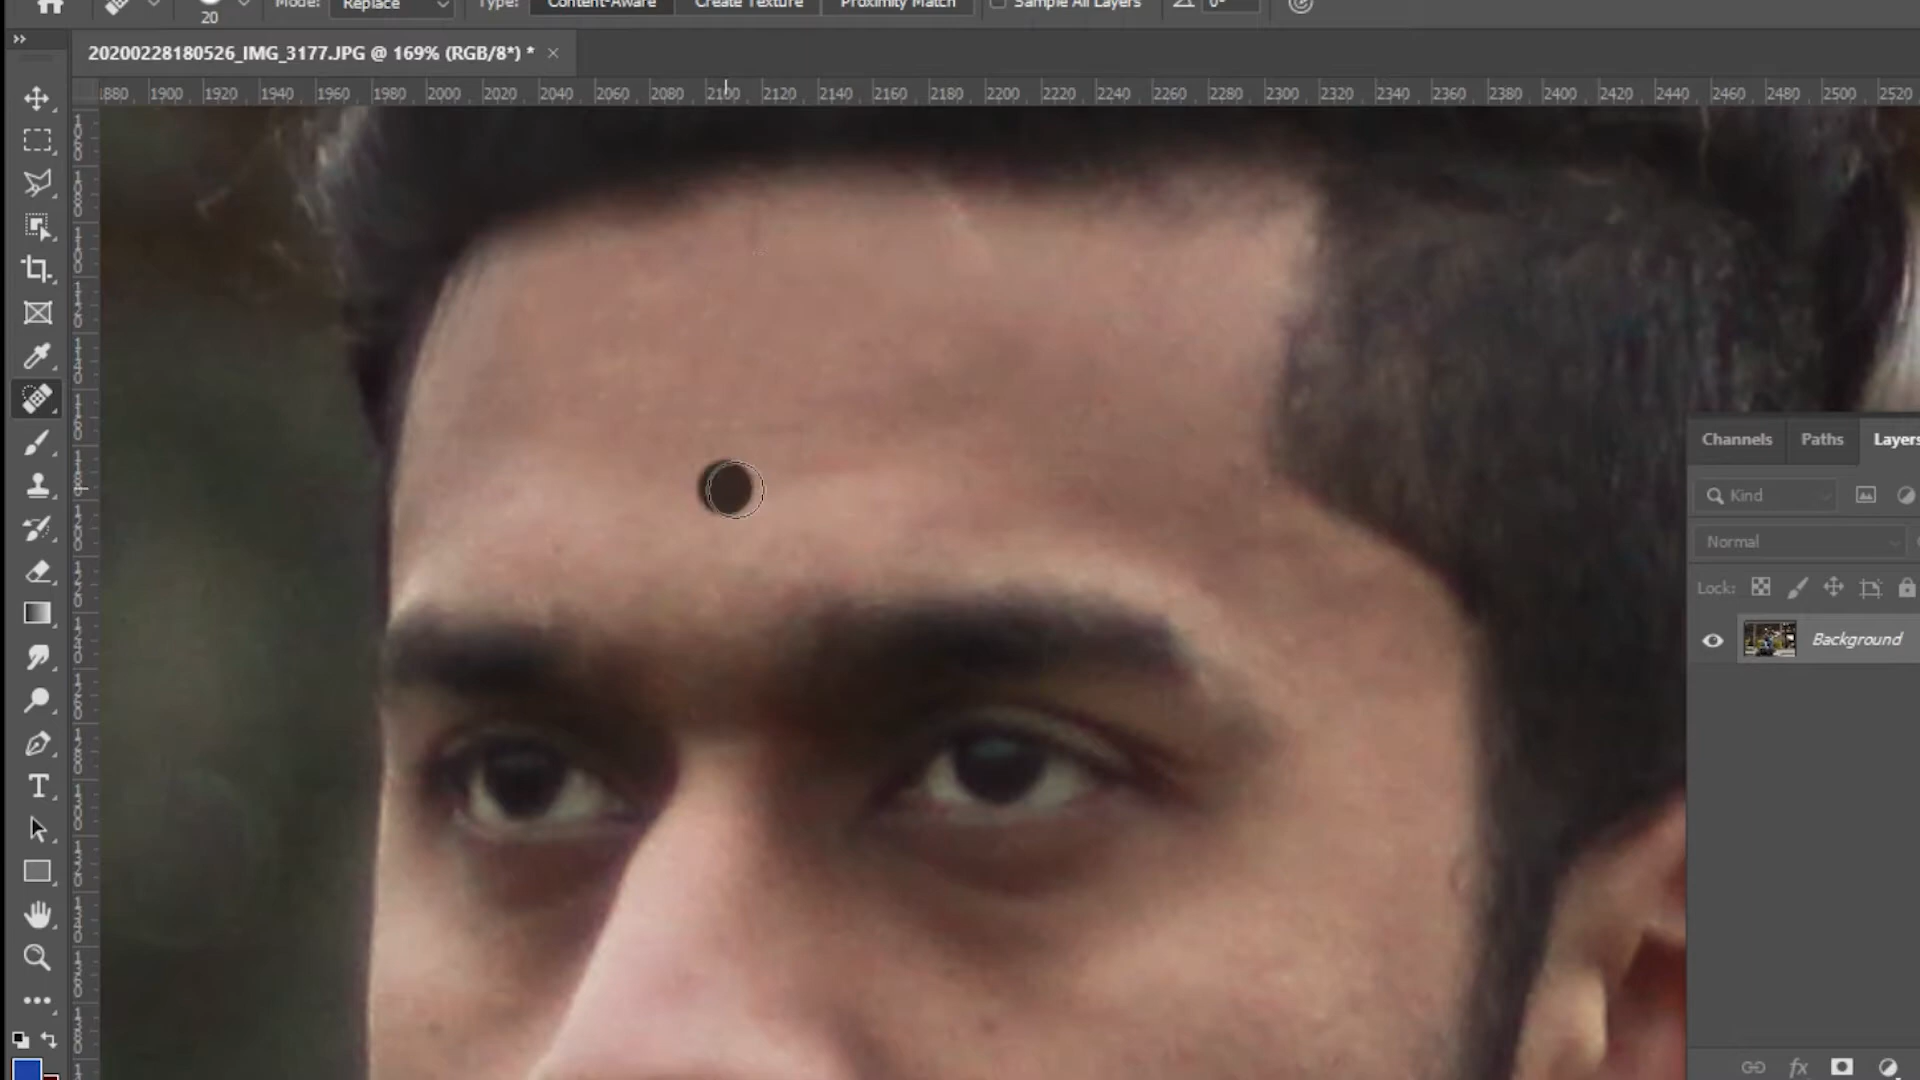 20 Mode: Replace Type: Content-Aware Create Texture Proximity Match Sample All Layers 0°
20200228180526_IMG_3177.JPG @ 169% (RGB/8*) * ×
1880 1900 1920 1940 1960 1980 2000 2020 2040 2060 2080 2100 2120 2140 2160 2180 2200 2220 2240 2260 2280 2300 2320 2340 2360 2380 2400 2420 2440 2460 2480 2500 2520
Channels Paths Layers
Kind
Normal
Lock:
Background
fx